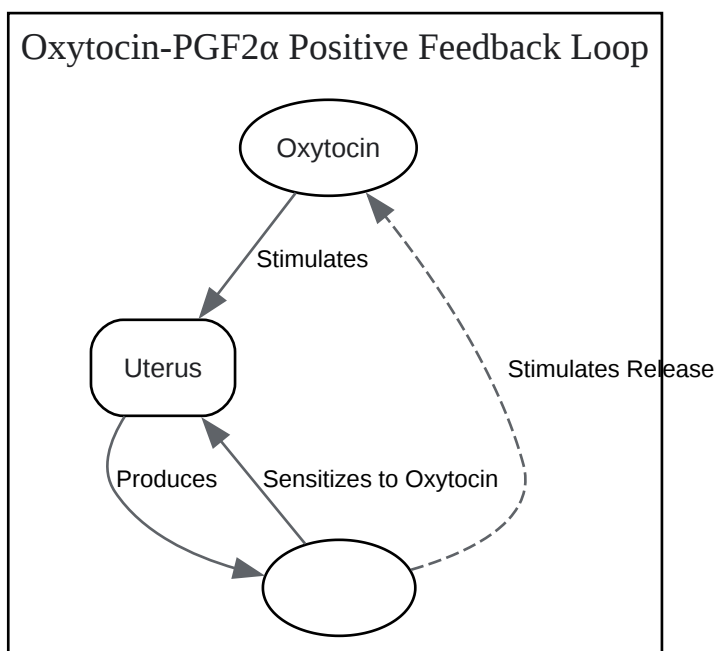 Oxytocin-PGF2α Positive Feedback Loop
Oxytocin
Stimulates
Uterus
Stimulates Release
Produces
Sensitizes to Oxytocin